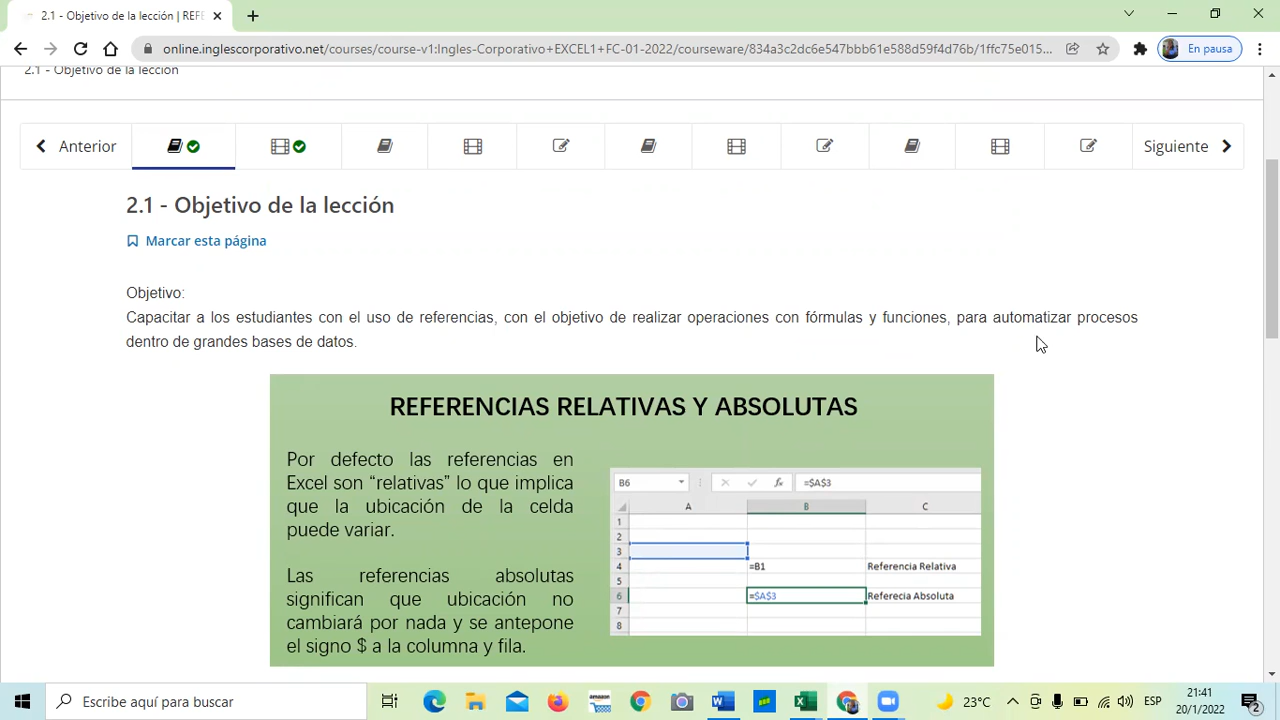 2.1 - Objetivo de la lección | REFE
online.inglescorporativo.net/courses/course-v1:Ingles-Corporativo+EXCEL1+FC-01-2022/courseware/834a3c2dc6e547bbb61e588d59f4d76b/1ffc75e015...
En pausa
2.1 - Objetivo de la lección
Anterior
Siguiente
2.1 - Objetivo de la lección
Marcar esta página
Objetivo:
Capacitar a los estudiantes con el uso de referencias, con el objetivo de realizar operaciones con fórmulas y funciones, para automatizar procesos
dentro de grandes bases de datos.
REFERENCIAS RELATIVAS Y ABSOLUTAS
Por defecto las referencias en
Excel son “relativas” lo que implica
que la ubicación de la celda
puede variar.
Las referencias absolutas
significan que ubicación no
cambiará por nada y se antepone
el signo $ a la columna y fila.
B6 fx =$A$3
A B C
1
2
3
4 =B1 Referencia Relativa
5
6 =$A$3 Referecia Absoluta
7
8
Escribe aquí para buscar
23°C
ESP
21:41
20/1/2022
2